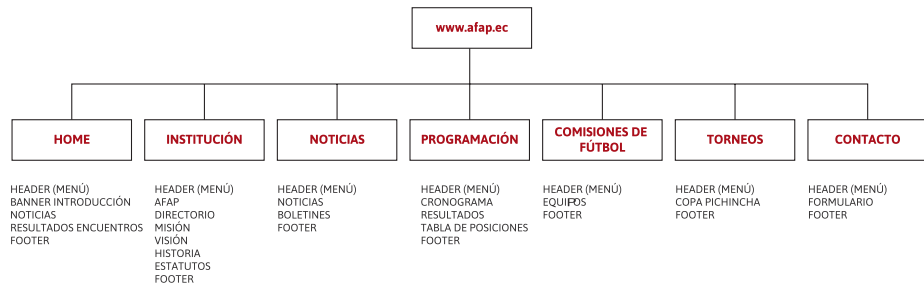 www.afap.ec
HOME
INSTITUCIÓN
NOTICIAS
PROGRAMACIÓN
COMISIONES DE
FÚTBOL
TORNEOS
CONTACTO
HEADER (MENÚ)
BANNER INTRODUCCIÓN
NOTICIAS
RESULTADOS ENCUENTROS
FOOTER
HEADER (MENÚ)
AFAP
DIRECTORIO
MISIÓN
VISIÓN
HISTORIA
ESTATUTOS
FOOTER
HEADER (MENÚ)
NOTICIAS
BOLETINES
FOOTER
HEADER (MENÚ)
CRONOGRAMA
RESULTADOS
TABLA DE POSICIONES
FOOTER
HEADER (MENÚ)
EQUIPOS
FOOTER
HEADER (MENÚ)
COPA PICHINCHA
FOOTER
HEADER (MENÚ)
FORMULARIO
FOOTER